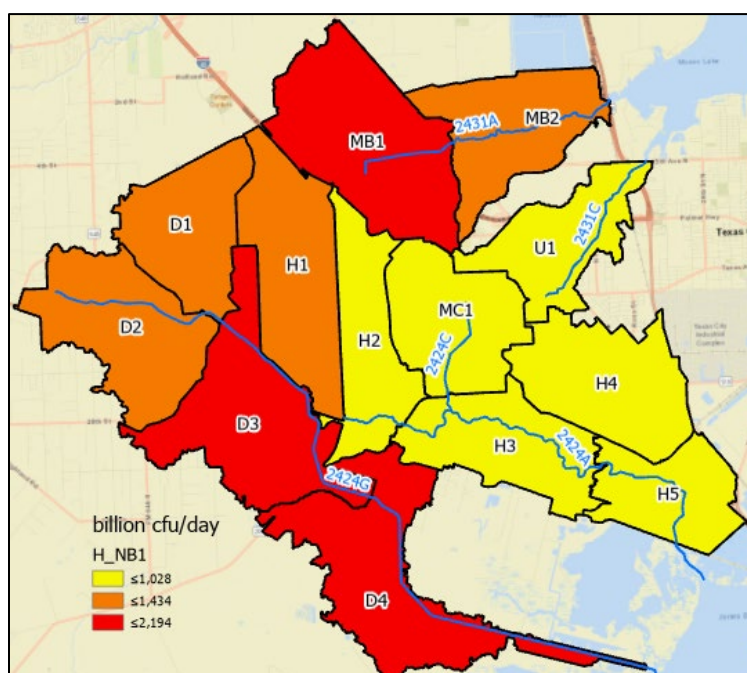 2431A
MB2
MB1
D1
U1
2431C
H1
MC1
D2
H2
2424C
H4
D3
H3
2424A
H5
2424G
D4
billion cfu/day
H_NB1
≤1,028
≤1,434
≤2,194